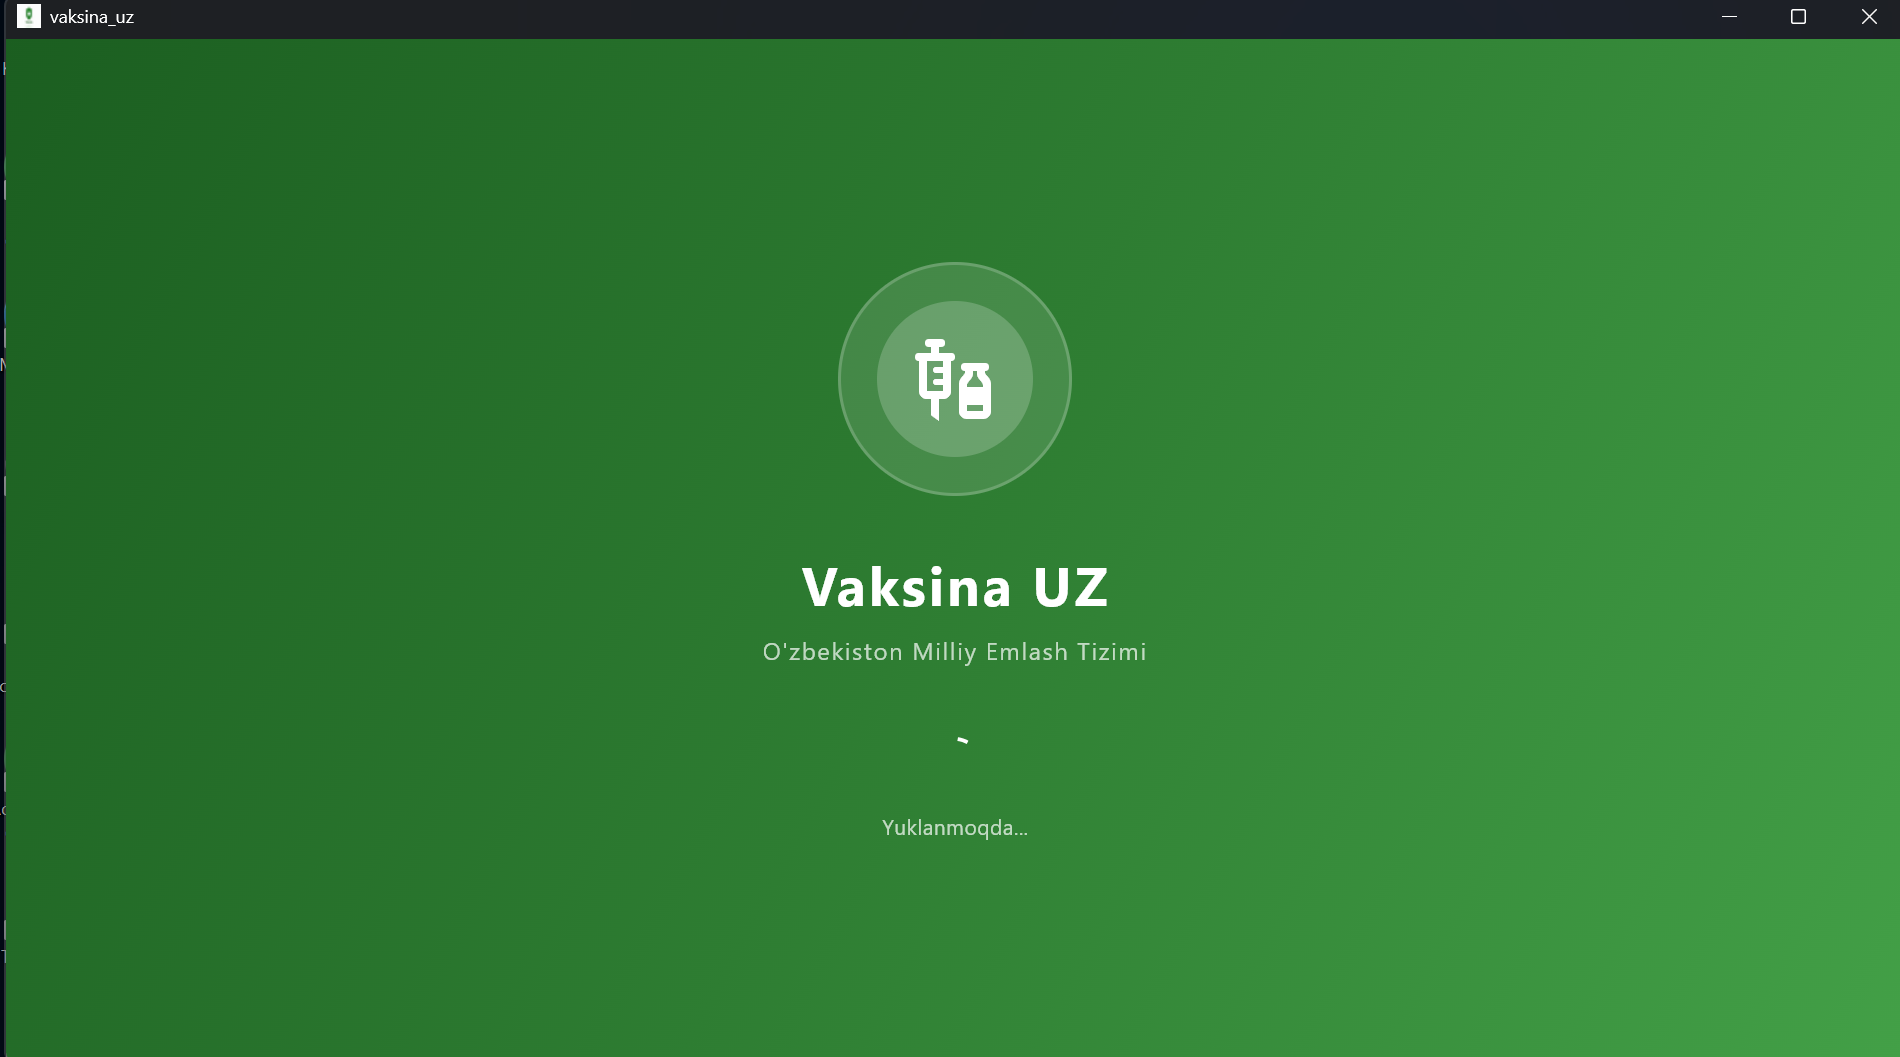 vaksina_uz
Vaksina UZ
O'zbekiston Milliy Emlash Tizimi
Yuklanmoqda...